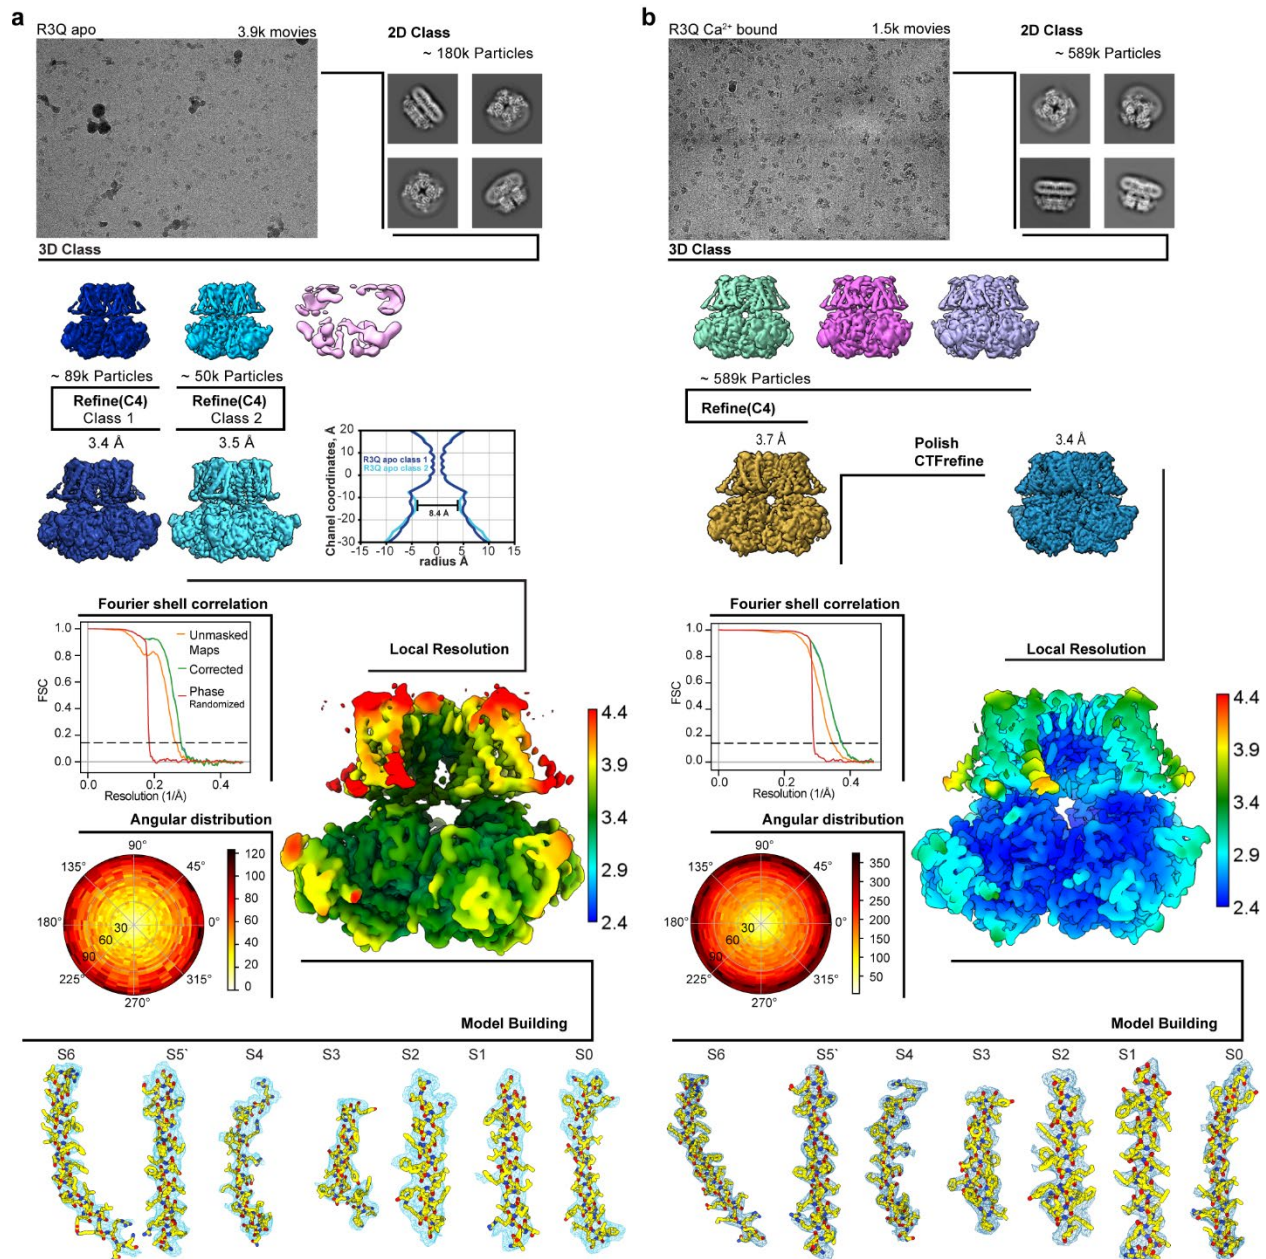 a
R3Q apo
3.9k movies
2D Class
~ 180k Particles
3D Class
~ 89k Particles
~ 50k Particles
Refine(C4)
Class 1
Refine(C4)
Class 2
3.4 Å
3.5 Å
Chanel coordinates, Å
20
10
0
-10
-20
-30
R3Q apo class 1
R3Q apo class 2
8.4 Å
-15
-10
-5
0
5
10
15
radius Å
Fourier shell correlation
FSC
1.0
0.8
0.6
0.4
0.2
0.0
Unmasked
Maps
Corrected
Phase
Randomized
0.0
0.2
0.4
Resolution (1/Å)
Local Resolution
4.4
3.9
3.4
2.9
2.4
Angular distribution
90°
135°
45°
180°
0°
225°
315°
270°
30
60
90
120
100
80
60
40
20
0
Model Building
S6
S5`
S4
S3
S2
S1
S0
b
R3Q Ca²⁺ bound
1.5k movies
2D Class
~ 589k Particles
3D Class
~ 589k Particles
Refine(C4)
3.7 Å
Polish
CTFrefine
3.4 Å
Fourier shell correlation
FSC
1.0
0.8
0.6
0.4
0.2
0.0
0.0
0.2
0.4
Resolution (1/Å)
Local Resolution
4.4
3.9
3.4
2.9
2.4
Angular distribution
90°
135°
45°
180°
0°
225°
315°
270°
30
60
90
350
300
250
200
150
100
50
Model Building
S6
S5`
S4
S3
S2
S1
S0